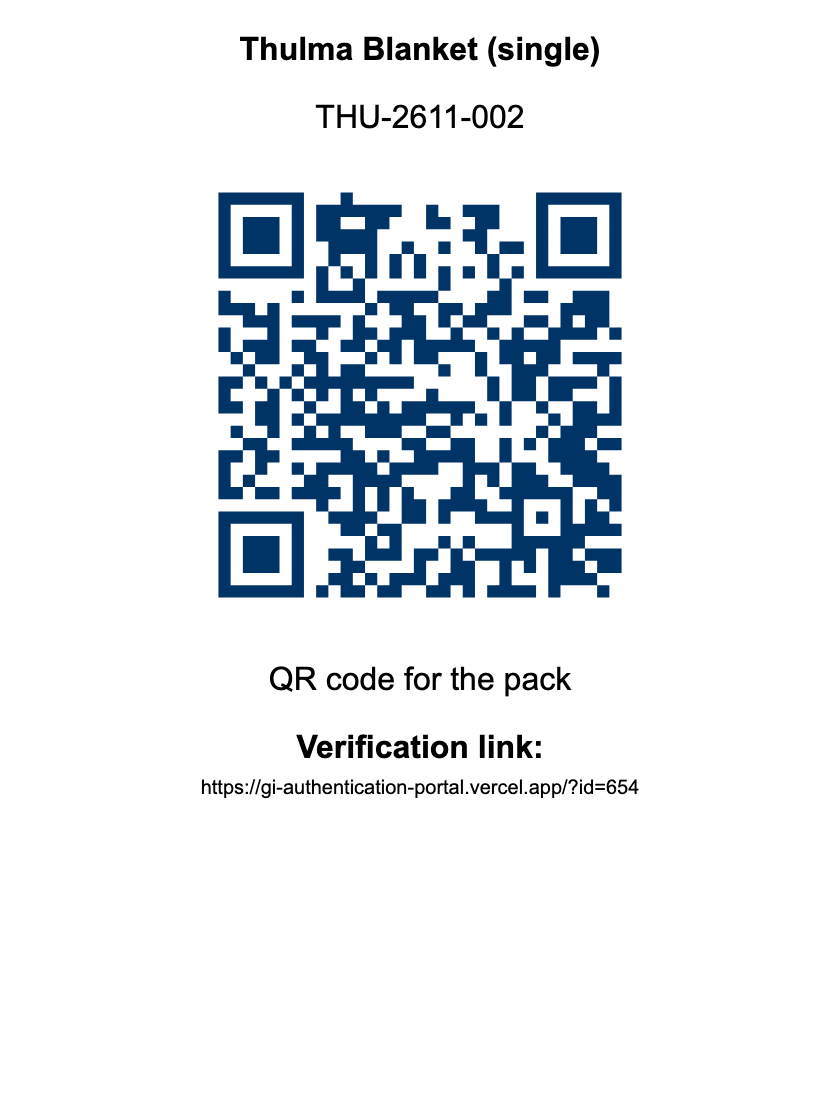 Thulma Blanket (single)
THU-2611-002
QR code for the pack
Verification link:
https://gi-authentication-portal.vercel.app/?id=654